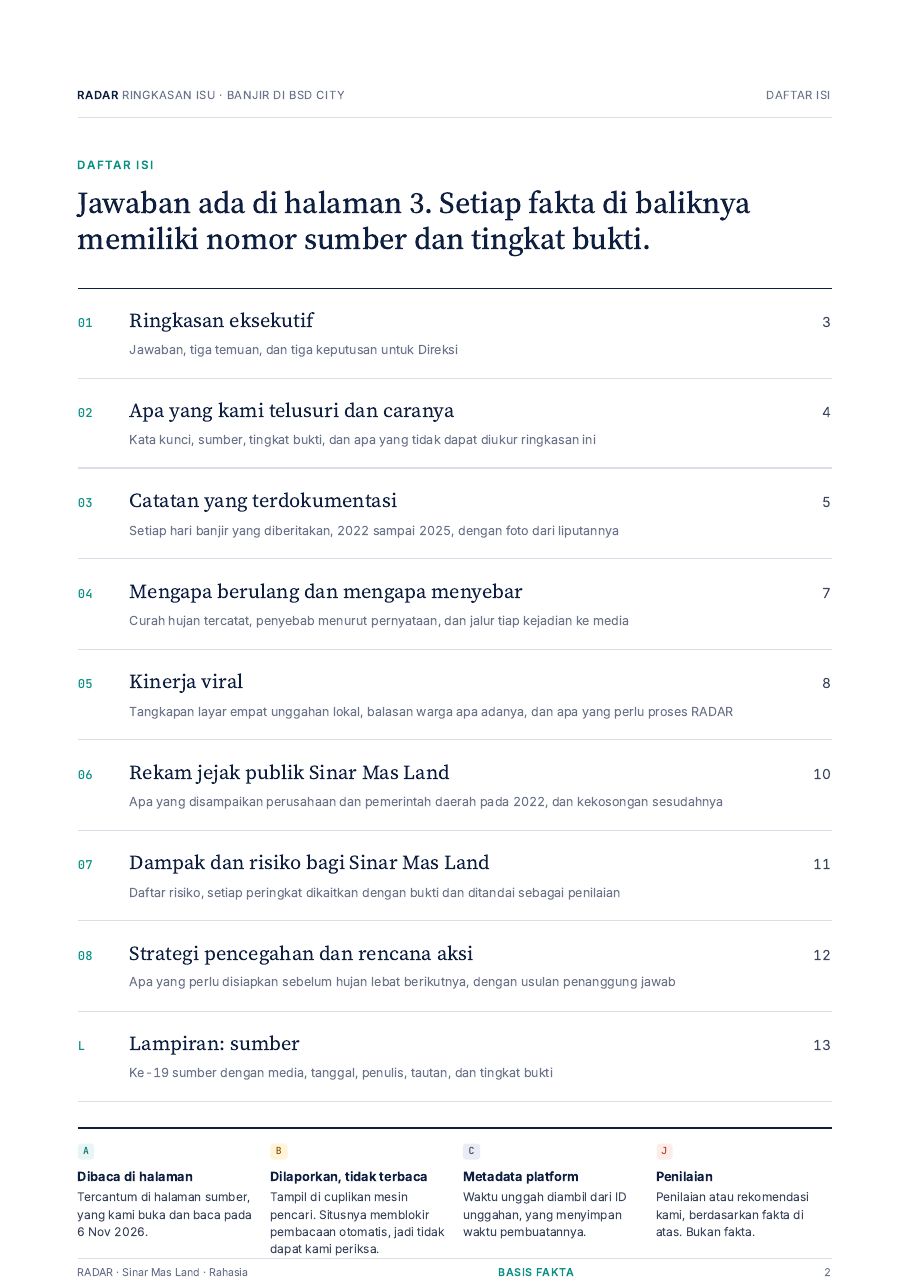 RADAR RINGKASAN ISU · BANJIR DI BSD CITY
DAFTAR ISI
DAFTAR ISI
Jawaban ada di halaman 3. Setiap fakta di baliknya
memiliki nomor sumber dan tingkat bukti.
01 Ringkasan eksekutif 3
Jawaban, tiga temuan, dan tiga keputusan untuk Direksi
02 Apa yang kami telusuri dan caranya 4
Kata kunci, sumber, tingkat bukti, dan apa yang tidak dapat diukur ringkasan ini
03 Catatan yang terdokumentasi 5
Setiap hari banjir yang diberitakan, 2022 sampai 2025, dengan foto dari liputannya
04 Mengapa berulang dan mengapa menyebar 7
Curah hujan tercatat, penyebab menurut pernyataan, dan jalur tiap kejadian ke media
05 Kinerja viral 8
Tangkapan layar empat unggahan lokal, balasan warga apa adanya, dan apa yang perlu proses RADAR
06 Rekam jejak publik Sinar Mas Land 10
Apa yang disampaikan perusahaan dan pemerintah daerah pada 2022, dan kekosongan sesudahnya
07 Dampak dan risiko bagi Sinar Mas Land 11
Daftar risiko, setiap peringkat dikaitkan dengan bukti dan ditandai sebagai penilaian
08 Strategi pencegahan dan rencana aksi 12
Apa yang perlu disiapkan sebelum hujan lebat berikutnya, dengan usulan penanggung jawab
L Lampiran: sumber 13
Ke-19 sumber dengan media, tanggal, penulis, tautan, dan tingkat bukti
A
Dibaca di halaman
Tercantum di halaman sumber,
yang kami buka dan baca pada
6 Nov 2026.
B
Dilaporkan, tidak terbaca
Tampil di cuplikan mesin
pencari. Situsnya memblokir
pembacaan otomatis, jadi tidak
dapat kami periksa.
C
Metadata platform
Waktu unggah diambil dari ID
unggahan, yang menyimpan
waktu pembuatannya.
J
Penilaian
Penilaian atau rekomendasi
kami, berdasarkan fakta di
atas. Bukan fakta.
RADAR · Sinar Mas Land · Rahasia
BASIS FAKTA
2